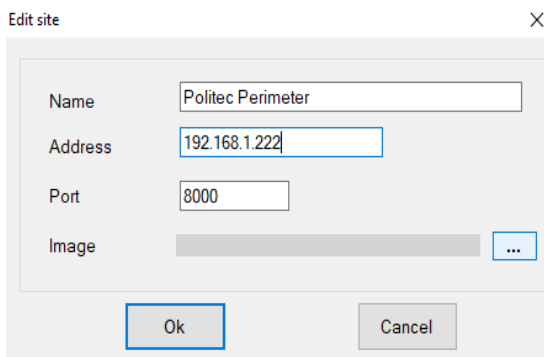 Edit site
Name Politec Perimeter
Address 192.168.1.222
Port 8000
Image ...
Ok Cancel